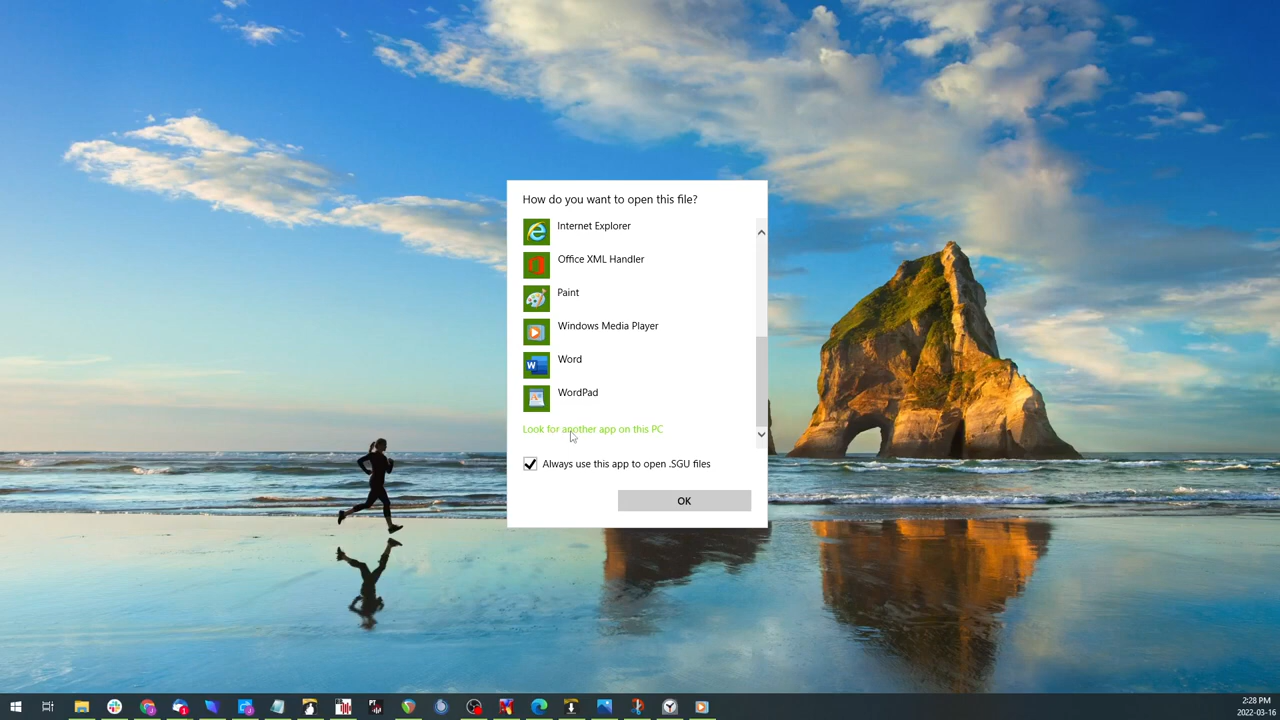 How do you want to open this file?
Internet Explorer
Office XML Handler
Paint
Windows Media Player
Word
WordPad
Look for another app on this PC
Always use this app to open .SGU files
OK
2:28 PM
2022-03-16